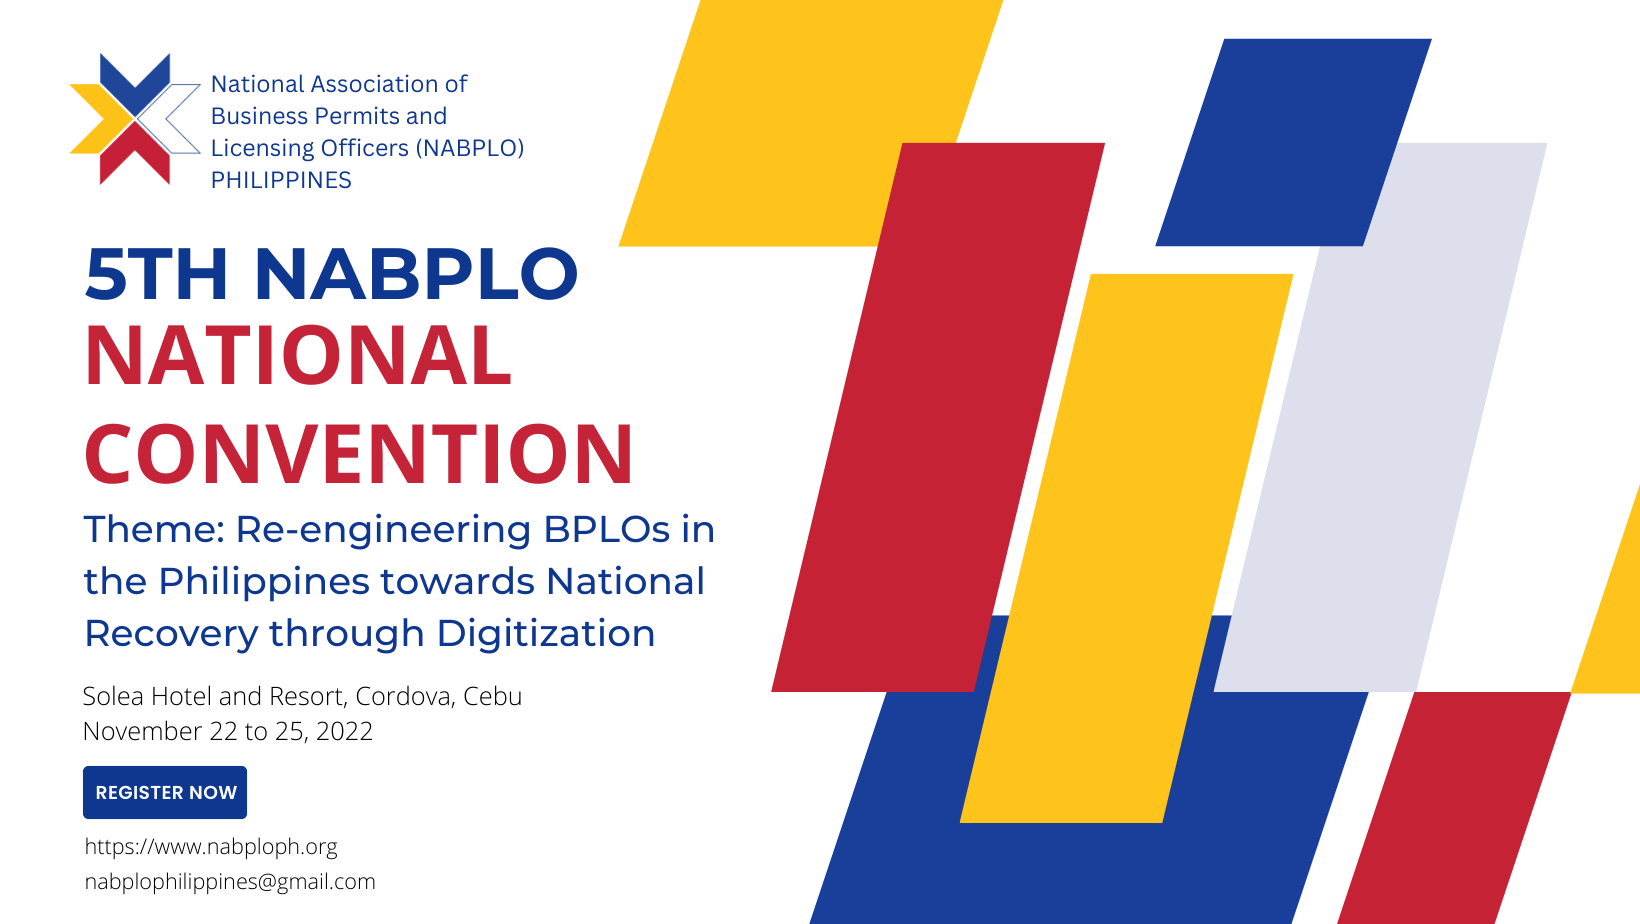 National Association of
Business Permits and
Licensing Officers (NABPLO)
PHILIPPINES
5TH NABPLO
NATIONAL
CONVENTION
Theme: Re-engineering BPLOs in
the Philippines towards National
Recovery through Digitization
Solea Hotel and Resort, Cordova, Cebu
November 22 to 25, 2022
REGISTER NOW
https://www.nabploph.org
nabplophilippines@gmail.com